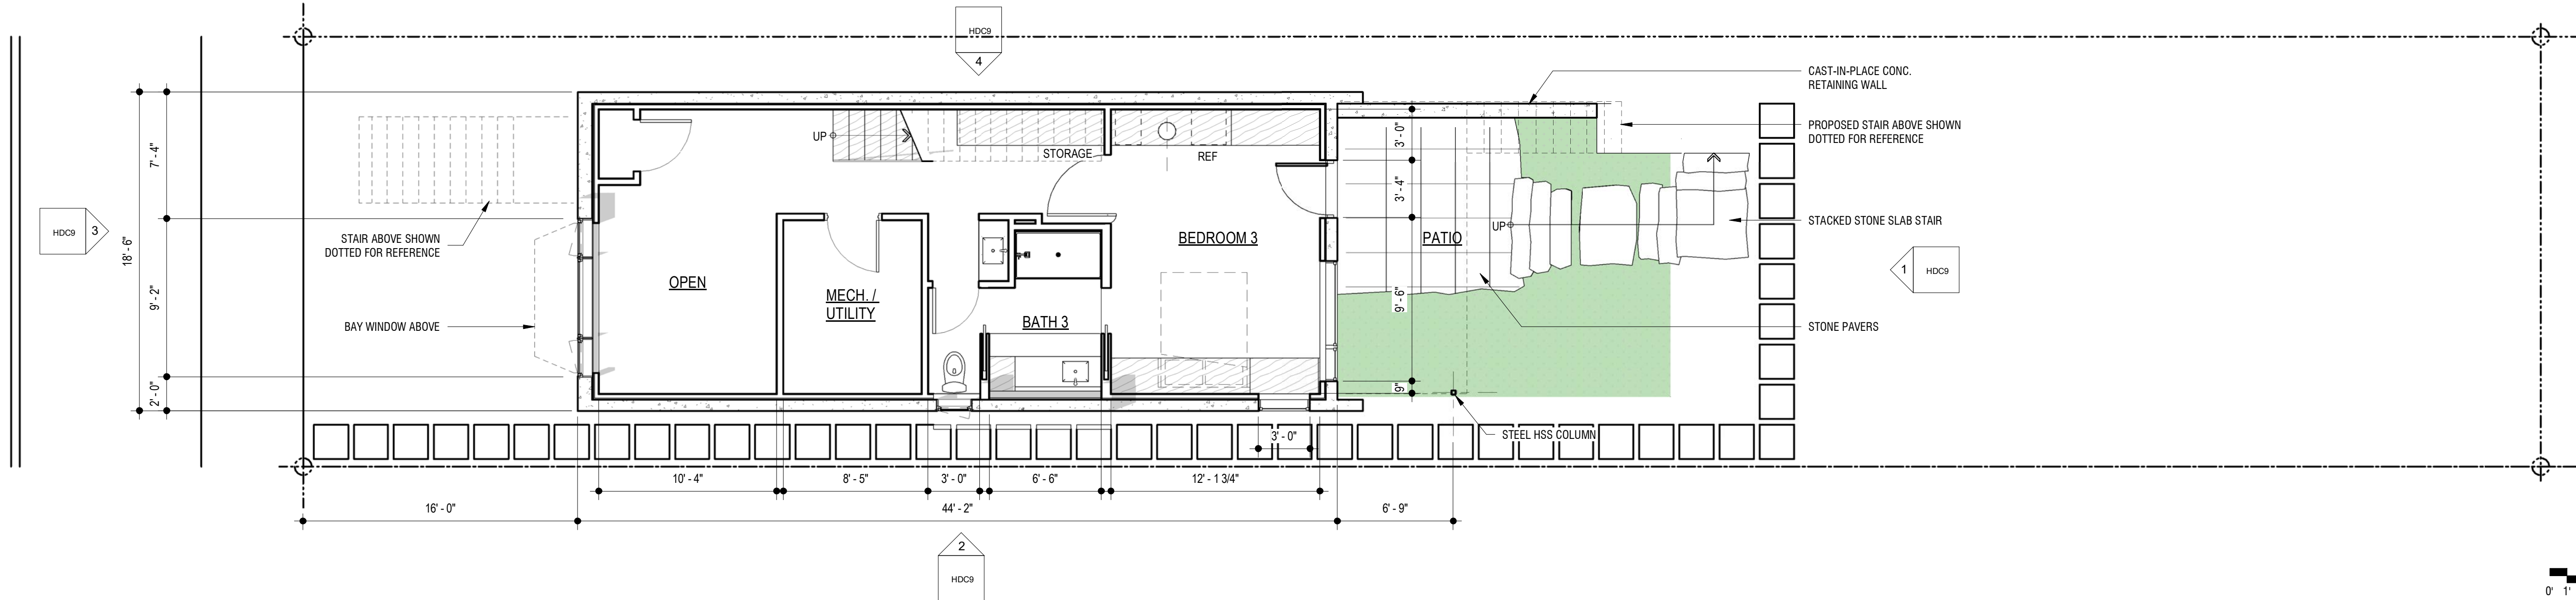 HDC9
4
CAST-IN-PLACE CONC.
RETAINING WALL
PROPOSED STAIR ABOVE SHOWN
DOTTED FOR REFERENCE
UP
STORAGE
REF
3' - 0"
7' - 4"
3' - 4"
HDC9
3
18' - 6"
STAIR ABOVE SHOWN
DOTTED FOR REFERENCE
BEDROOM 3
PATIO
UP
STACKED STONE SLAB STAIR
1
HDC9
OPEN
MECH. /
UTILITY
9' - 2"
9' - 6"
BAY WINDOW ABOVE
BATH 3
STONE PAVERS
2' - 0"
9"
3' - 0"
STEEL HSS COLUMN
10' - 4"
8' - 5"
3' - 0"
6' - 6"
12' - 1 3/4"
16' - 0"
44' - 2"
6' - 9"
2
HDC9
0'
1'